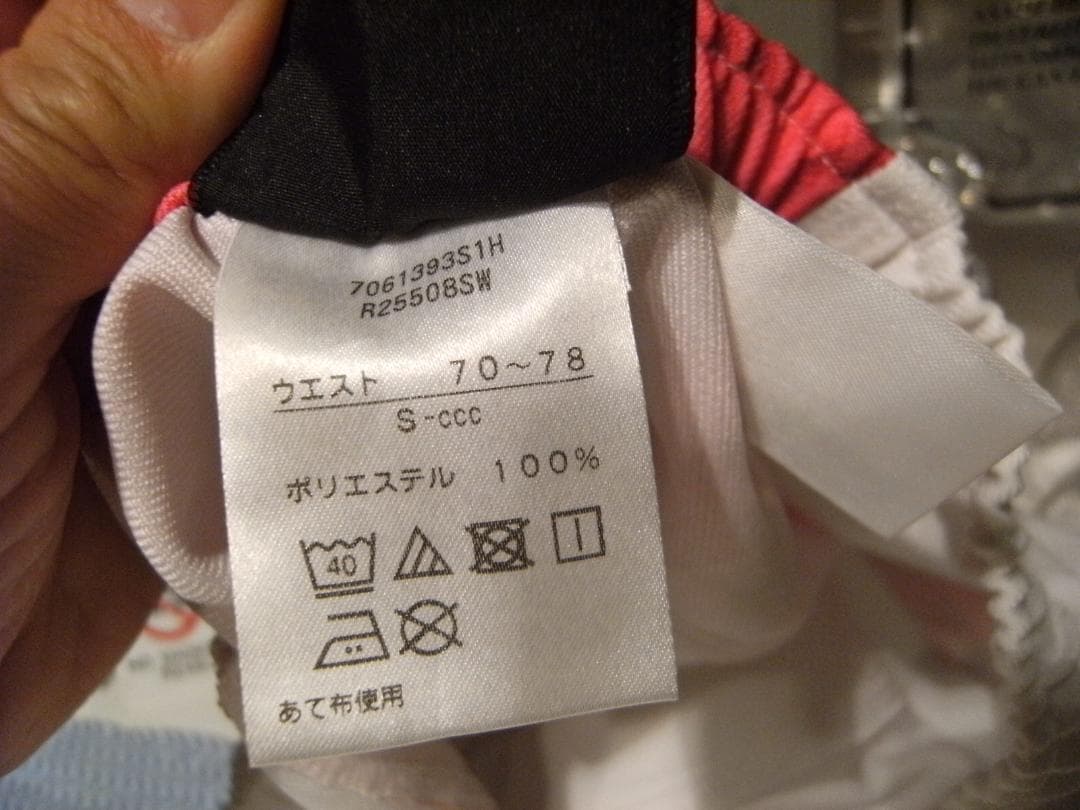 7061393S1H
R25508SW
ウエスト 70～78
S-ccc
ポリエステル 100%
40
あて布使用